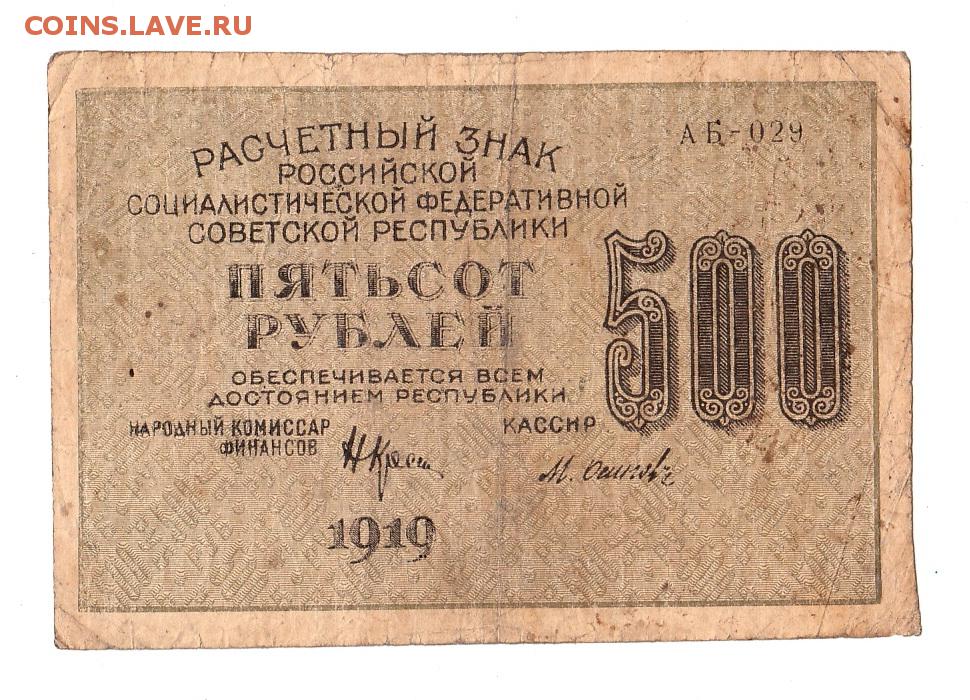 COINS.LAVE.RU
АБ-029
РАСЧЕТНЫЙ ЗНАК
РОССИЙСКОЙ
СОЦИАЛИСТИЧЕСКОЙ ФЕДЕРАТИВНОЙ
СОВЕТСКОЙ РЕСПУБЛИКИ
ПЯТЬСОТ
РУБЛЕЙ
500
ОБЕСПЕЧИВАЕТСЯ ВСЕМ
ДОСТОЯНИЕМ РЕСПУБЛИКИ
НАРОДНЫЙ КОМИССАР
ФИНАНСОВ
КАССИР
1919